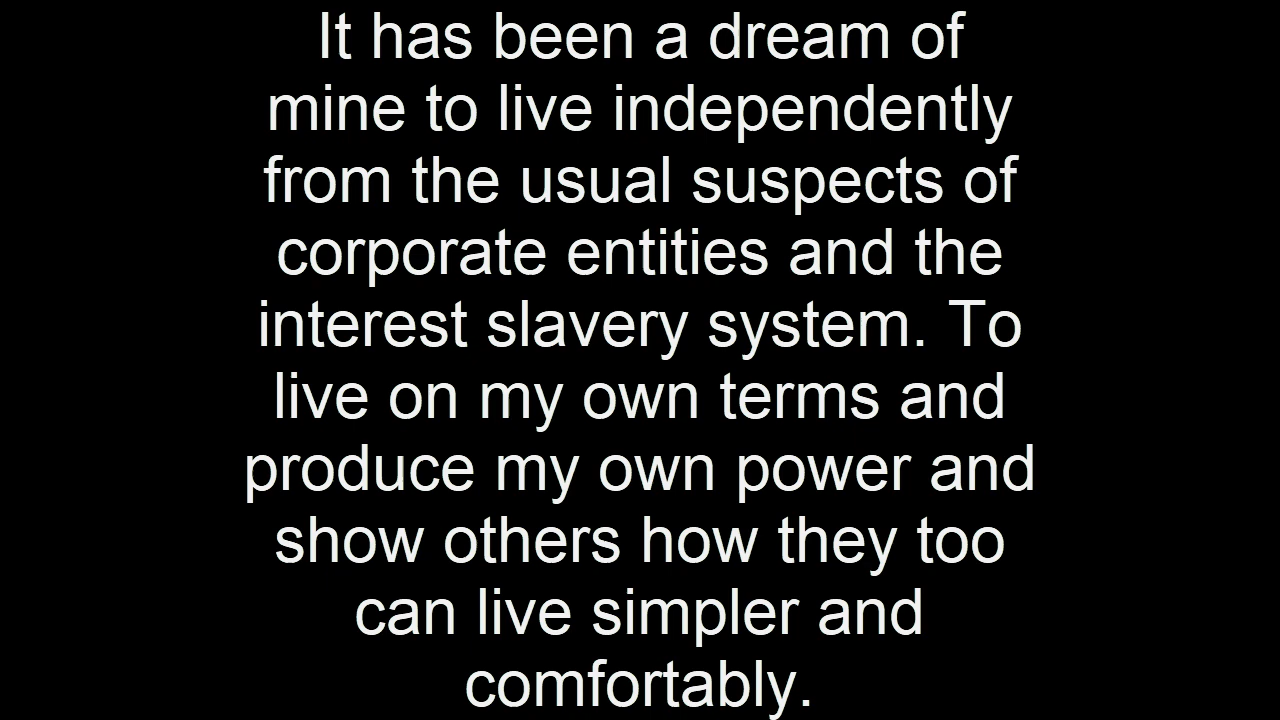 It has been a dream of
mine to live independently
from the usual suspects of
corporate entities and the
interest slavery system. To
live on my own terms and
produce my own power and
show others how they too
can live simpler and
comfortably.